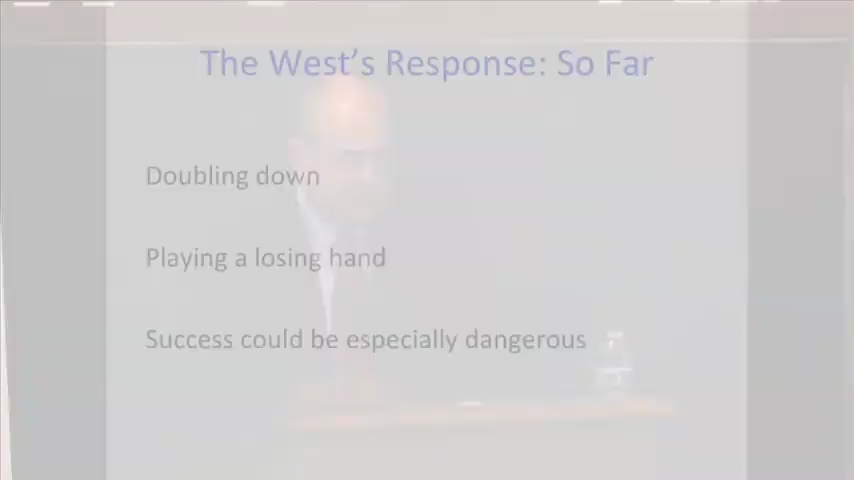 The West's Response: So Far
Doubling down
Playing a losing hand
Success could be especially dangerous